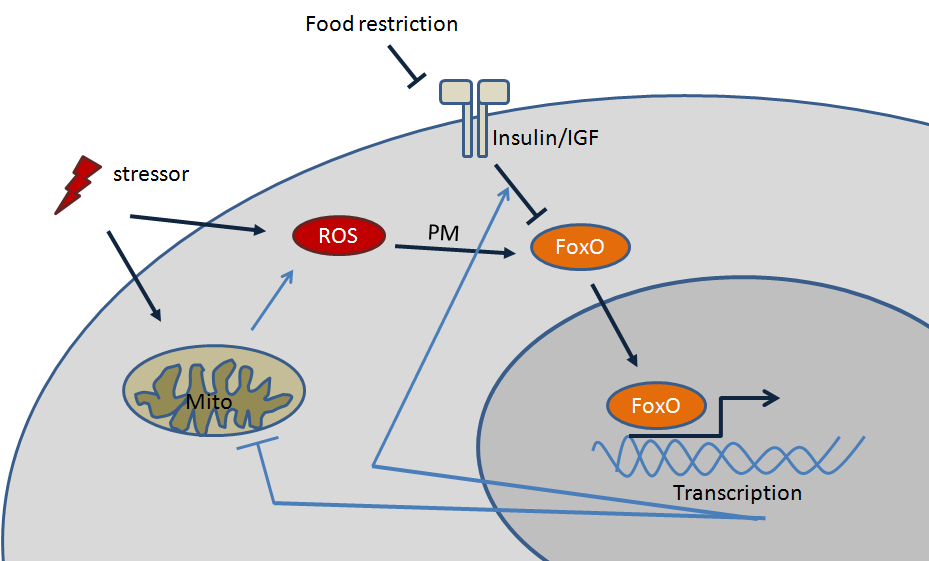 Food restriction
Insulin/IGF
stressor
ROS
PM
FoxO
Mito
FoxO
Transcription